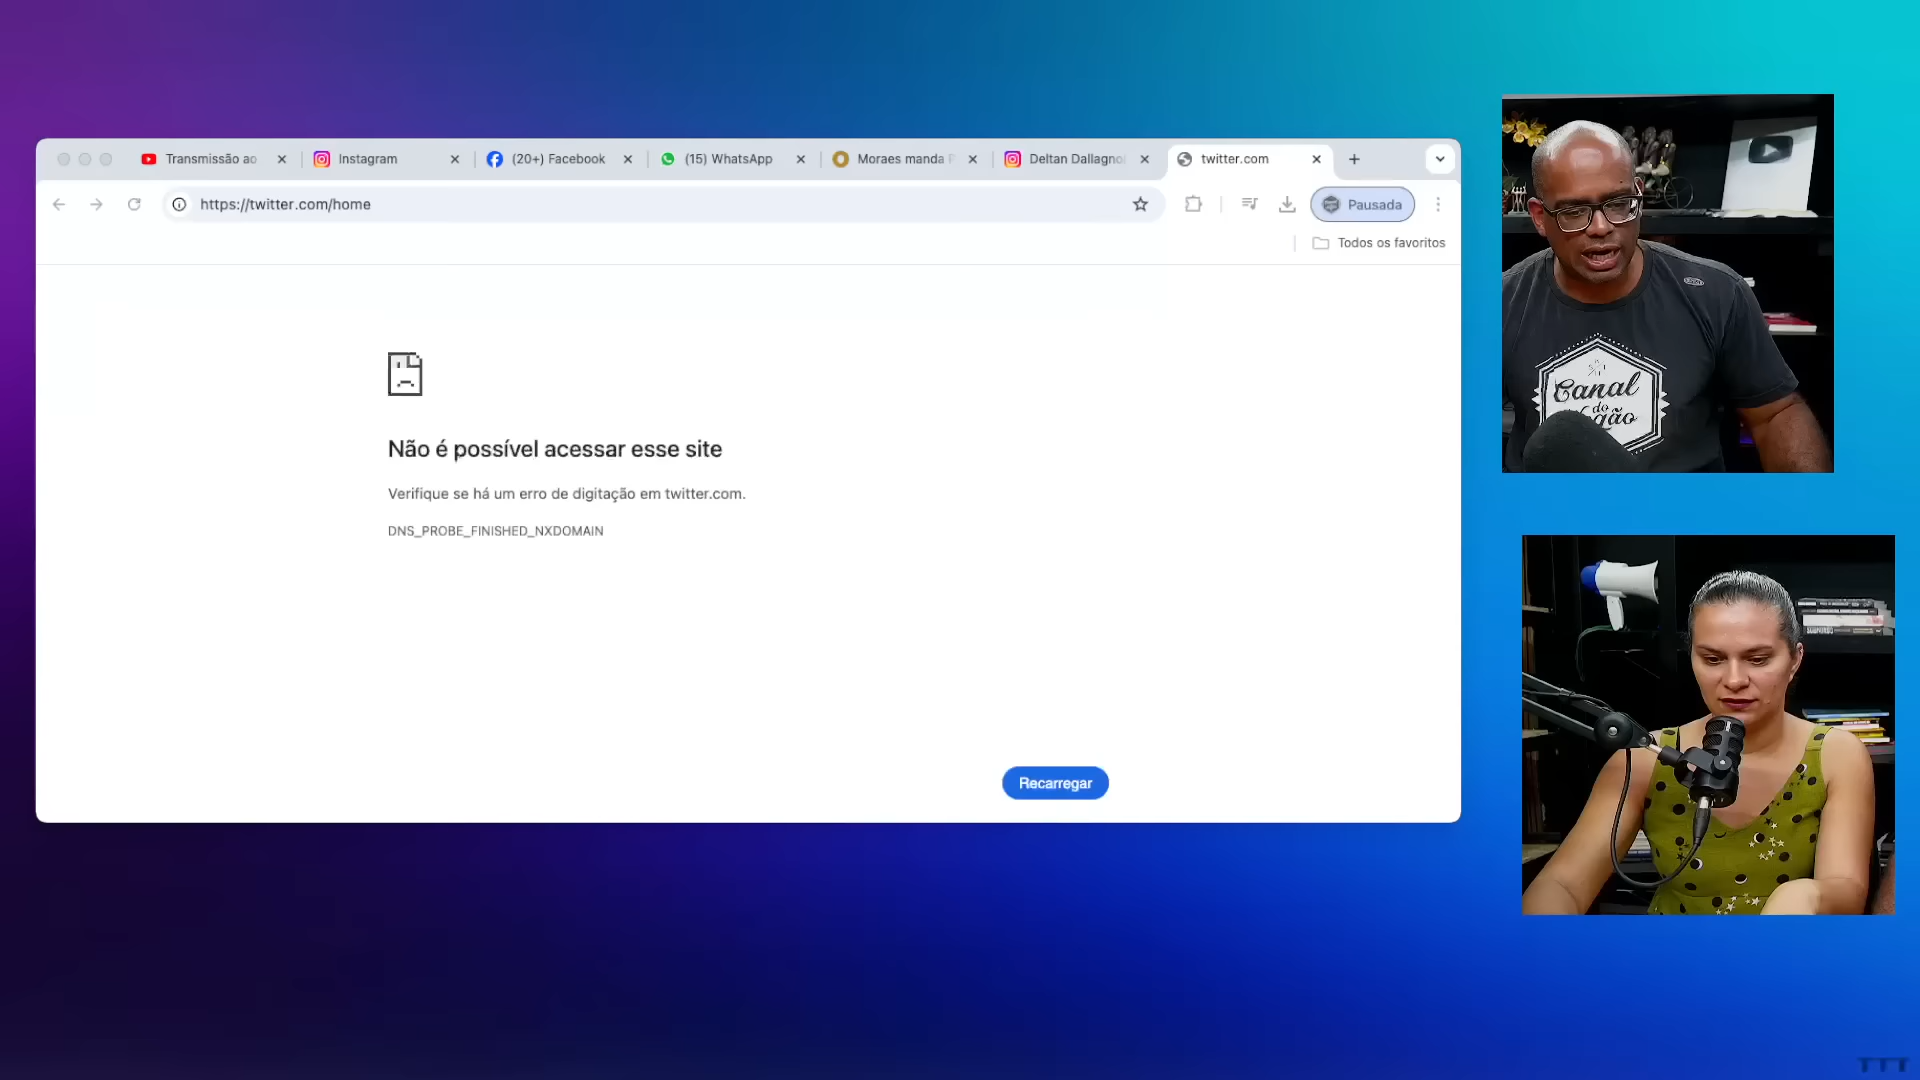 Transmissão ao
Instagram
(20+) Facebook
(15) WhatsApp
Moraes manda P
Deltan Dallagnol
twitter.com
https://twitter.com/home
Pausada
Todos os favoritos
Não é possível acessar esse site
Verifique se há um erro de digitação em twitter.com.
DNS_PROBE_FINISHED_NXDOMAIN
Recarregar
Canal
do